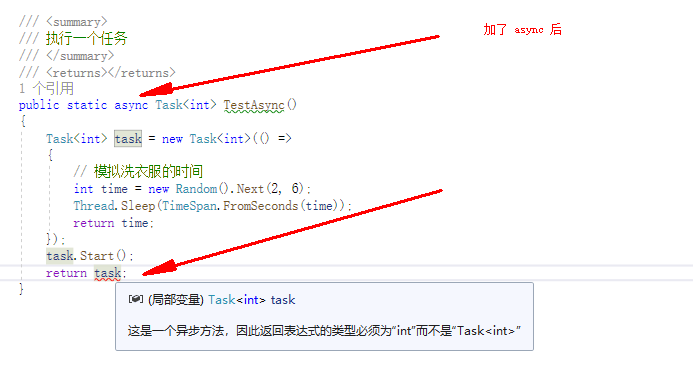 /// <summary>
/// 执行一个任务
/// </summary>
/// <returns></returns>
1 个引用
public static async Task<int> TestAsync()
{
Task<int> task = new Task<int>(() =>
{
// 模拟洗衣服的时间
int time = new Random().Next(2, 6);
Thread.Sleep(TimeSpan.FromSeconds(time));
return time;
});
task.Start();
return task;
}
加了 async 后
(局部变量) Task<int> task
这是一个异步方法，因此返回表达式的类型必须为“int”而不是“Task<int>”